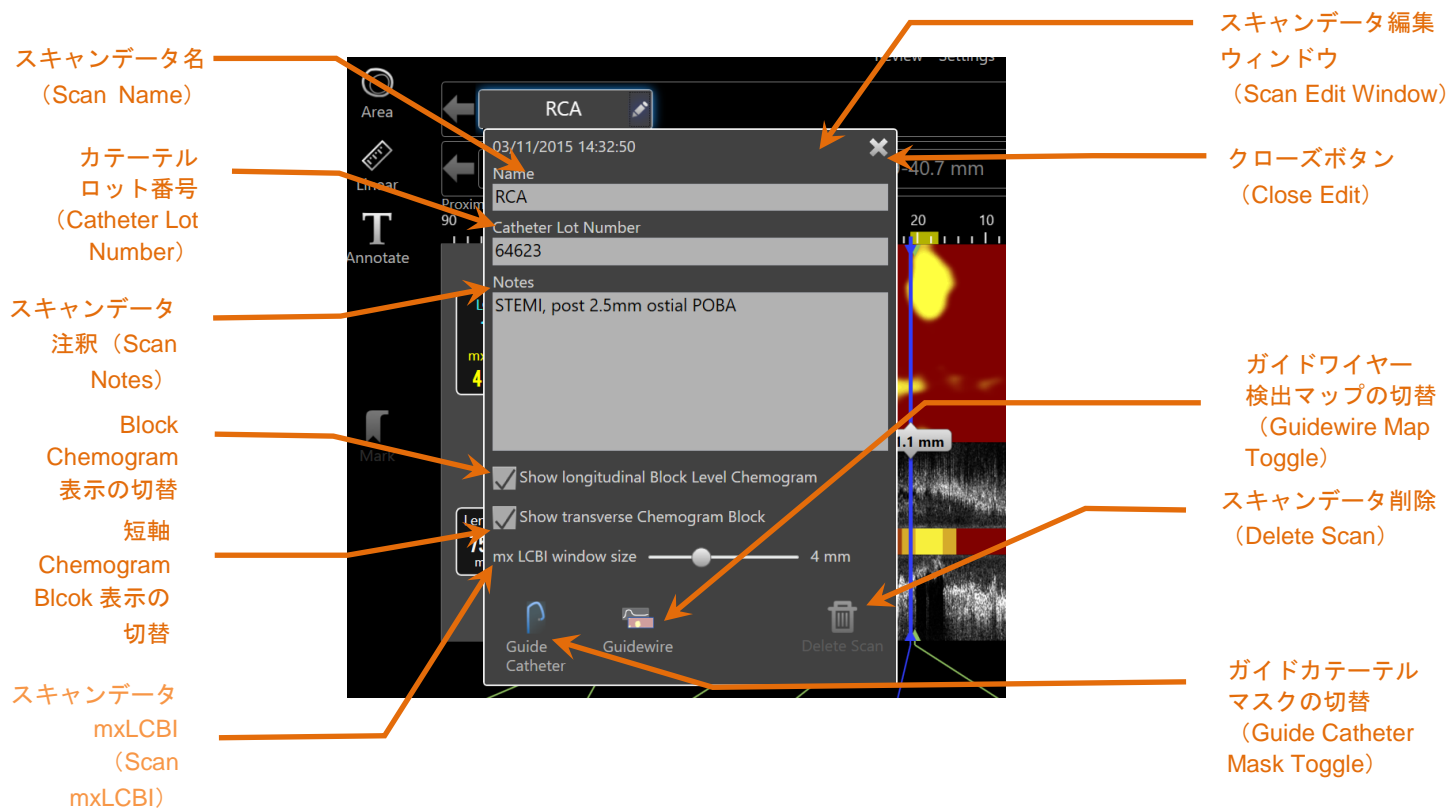 スキャンデータ名
（Scan Name）
カテーテル
ロット番号
（Catheter Lot
Number）
スキャンデータ
注釈（Scan
Notes）
Block
Chemogram
表示の切替
短軸
Chemogram
Blcok 表示の
切替
スキャンデータ
mxLCBI
（Scan
mxLCBI）
Review Settings
Area
RCA
Linear
-40.7 mm
90
20 10
Annotate
Mark
1.1 mm
03/11/2015 14:32:50
Name
RCA
Catheter Lot Number
64623
Notes
STEMI, post 2.5mm ostial POBA
Show longitudinal Block Level Chemogram
Show transverse Chemogram Block
mx LCBI window size 4 mm
Guide
Catheter
Guidewire
Delete Scan
スキャンデータ編集
ウィンドウ
（Scan Edit Window）
クローズボタン
（Close Edit）
ガイドワイヤー
検出マップの切替
（Guidewire Map
Toggle）
スキャンデータ削除
（Delete Scan）
ガイドカテーテル
マスクの切替
（Guide Catheter
Mask Toggle）